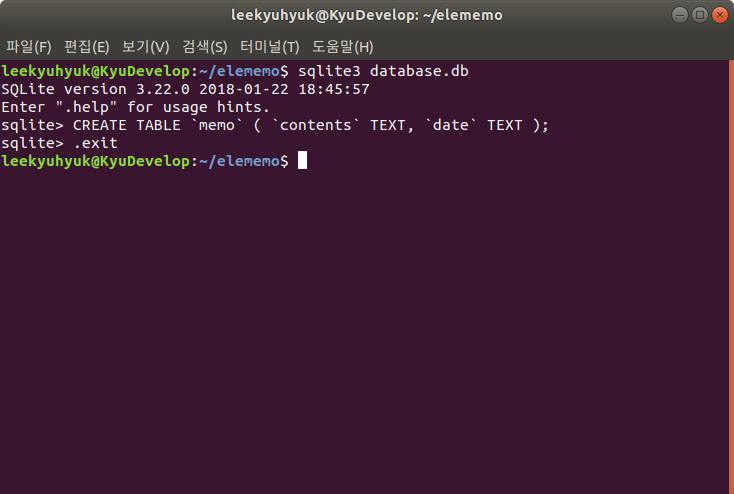 leekyuhyuk@KyuDevelop: ~/elememo
파일(F) 편집(E) 보기(V) 검색(S) 터미널(T) 도움말(H)
leekyuhyuk@KyuDevelop:~/elememo$ sqlite3 database.db
SQLite version 3.22.0 2018-01-22 18:45:57
Enter ".help" for usage hints.
sqlite> CREATE TABLE `memo` ( `contents` TEXT, `date` TEXT );
sqlite> .exit
leekyuhyuk@KyuDevelop:~/elememo$